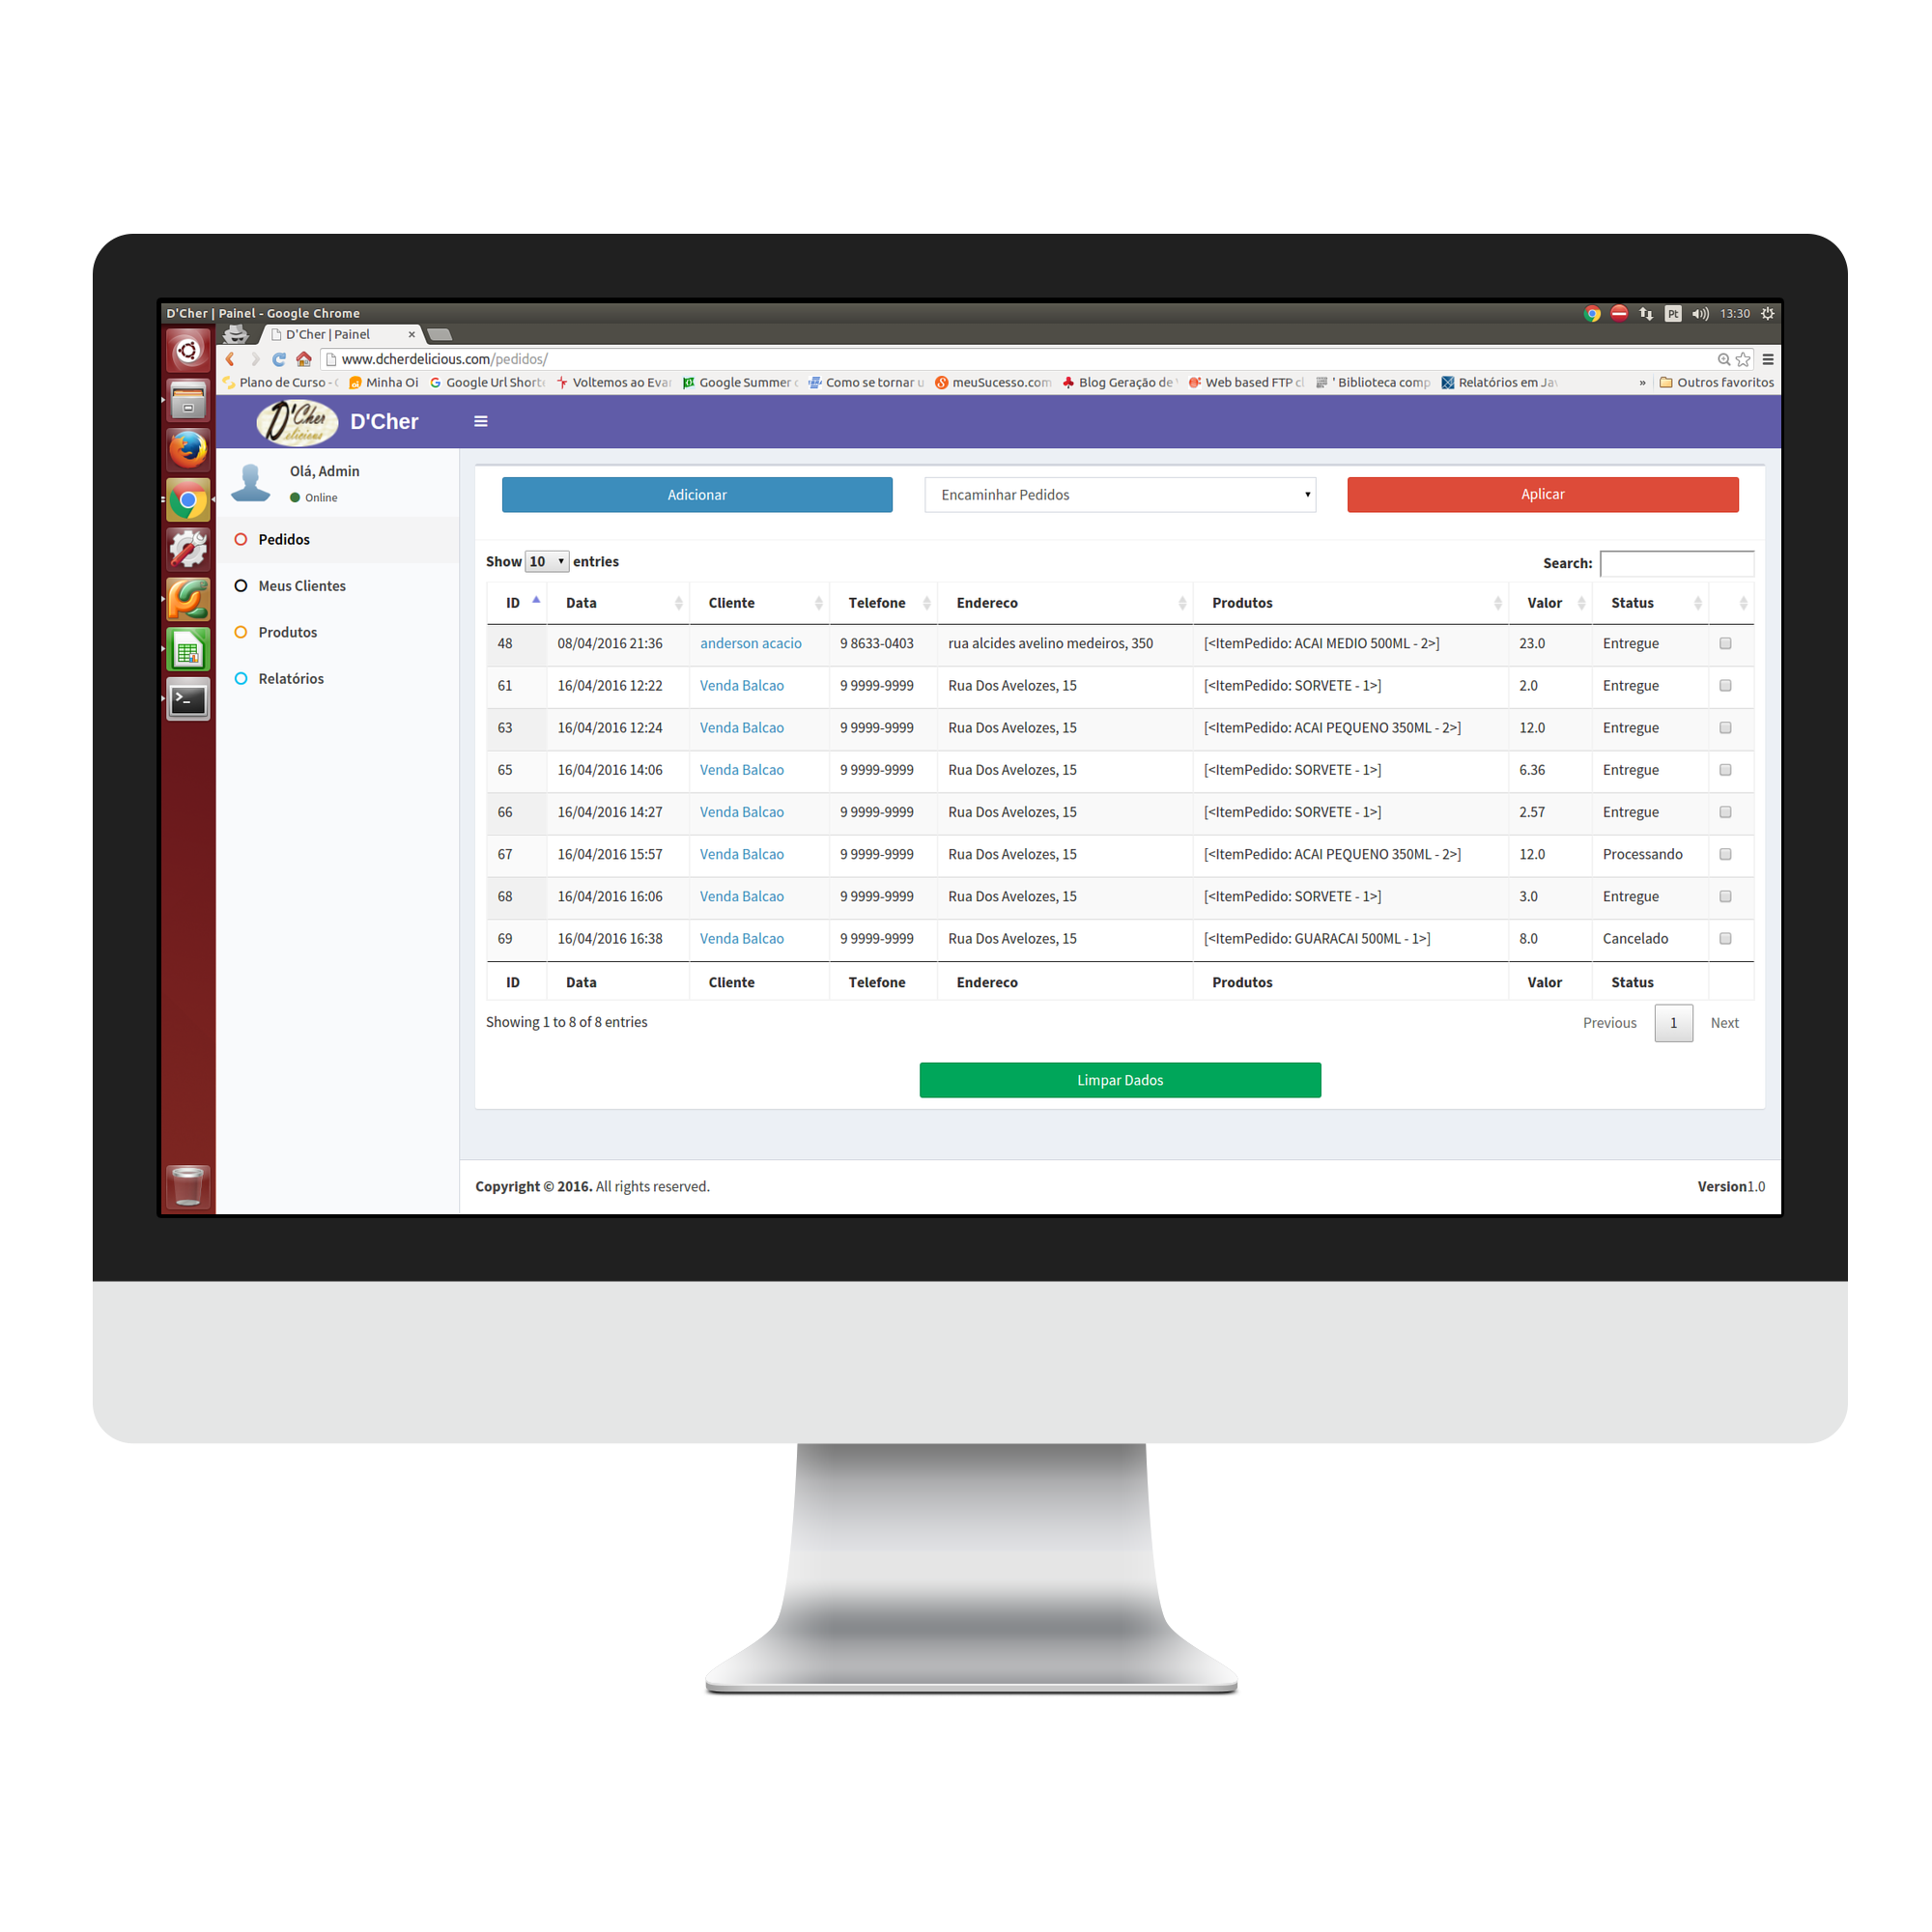 D'Cher | Painel - Google Chrome
Pt 13:30
D'Cher | Painel
www.dcherdelicious.com/pedidos/
Plano de Curso - Minha Oi Google Url Short Voltemos ao Eva Google Summer Como se tornar u meuSucesso.com Blog Geração de Web based FTP cl ' Biblioteca comp Relatórios em Ja » Outros favoritos
D'Cher D'Cher
Olá, Admin
Online
Pedidos
Meus Clientes
Produtos
Relatórios
Adicionar Encaminhar Pedidos Aplicar
Show 10 entries Search:
ID Data Cliente Telefone Endereco Produtos Valor Status
48 08/04/2016 21:36 anderson acacio 9 8633-0403 rua alcides avelino medeiros, 350 [<ItemPedido: ACAI MEDIO 500ML - 2>] 23.0 Entregue
61 16/04/2016 12:22 Venda Balcao 9 9999-9999 Rua Dos Avelozes, 15 [<ItemPedido: SORVETE - 1>] 2.0 Entregue
63 16/04/2016 12:24 Venda Balcao 9 9999-9999 Rua Dos Avelozes, 15 [<ItemPedido: ACAI PEQUENO 350ML - 2>] 12.0 Entregue
65 16/04/2016 14:06 Venda Balcao 9 9999-9999 Rua Dos Avelozes, 15 [<ItemPedido: SORVETE - 1>] 6.36 Entregue
66 16/04/2016 14:27 Venda Balcao 9 9999-9999 Rua Dos Avelozes, 15 [<ItemPedido: SORVETE - 1>] 2.57 Entregue
67 16/04/2016 15:57 Venda Balcao 9 9999-9999 Rua Dos Avelozes, 15 [<ItemPedido: ACAI PEQUENO 350ML - 2>] 12.0 Processando
68 16/04/2016 16:06 Venda Balcao 9 9999-9999 Rua Dos Avelozes, 15 [<ItemPedido: SORVETE - 1>] 3.0 Entregue
69 16/04/2016 16:38 Venda Balcao 9 9999-9999 Rua Dos Avelozes, 15 [<ItemPedido: GUARACAI 500ML - 1>] 8.0 Cancelado
ID Data Cliente Telefone Endereco Produtos Valor Status
Showing 1 to 8 of 8 entries Previous 1 Next
Limpar Dados
Copyright © 2016. All rights reserved. Version1.0